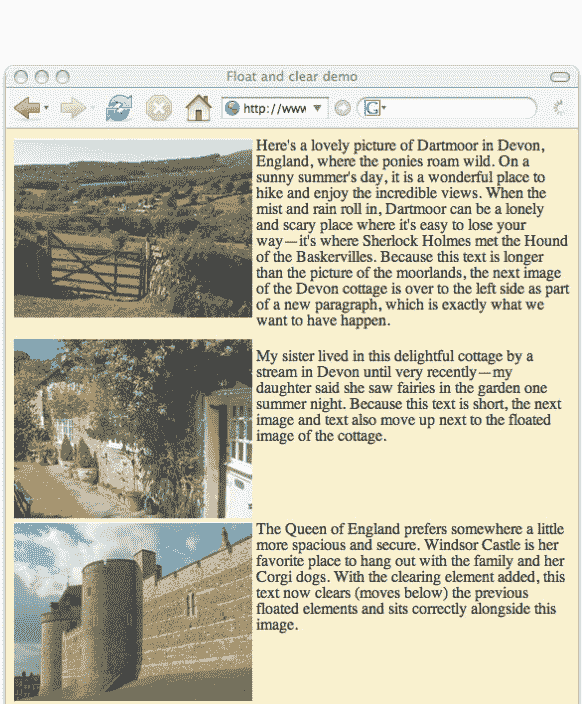 Float and clear demo
http://www
G
Here's a lovely picture of Dartmoor in Devon,
England, where the ponies roam wild. On a
sunny summer's day, it is a wonderful place to
hike and enjoy the incredible views. When the
mist and rain roll in, Dartmoor can be a lonely
and scary place where it's easy to lose your
way—it's where Sherlock Holmes met the Hound
of the Baskervilles. Because this text is longer
than the picture of the moorlands, the next image
of the Devon cottage is over to the left side as part
of a new paragraph, which is exactly what we
want to have happen.
My sister lived in this delightful cottage by a
stream in Devon until very recently—my
daughter said she saw fairies in the garden one
summer night. Because this text is short, the next
image and text also move up next to the floated
image of the cottage.
The Queen of England prefers somewhere a little
more spacious and secure. Windsor Castle is her
favorite place to hang out with the family and her
Corgi dogs. With the clearing element added, this
text now clears (moves below) the previous
floated elements and sits correctly alongside this
image.